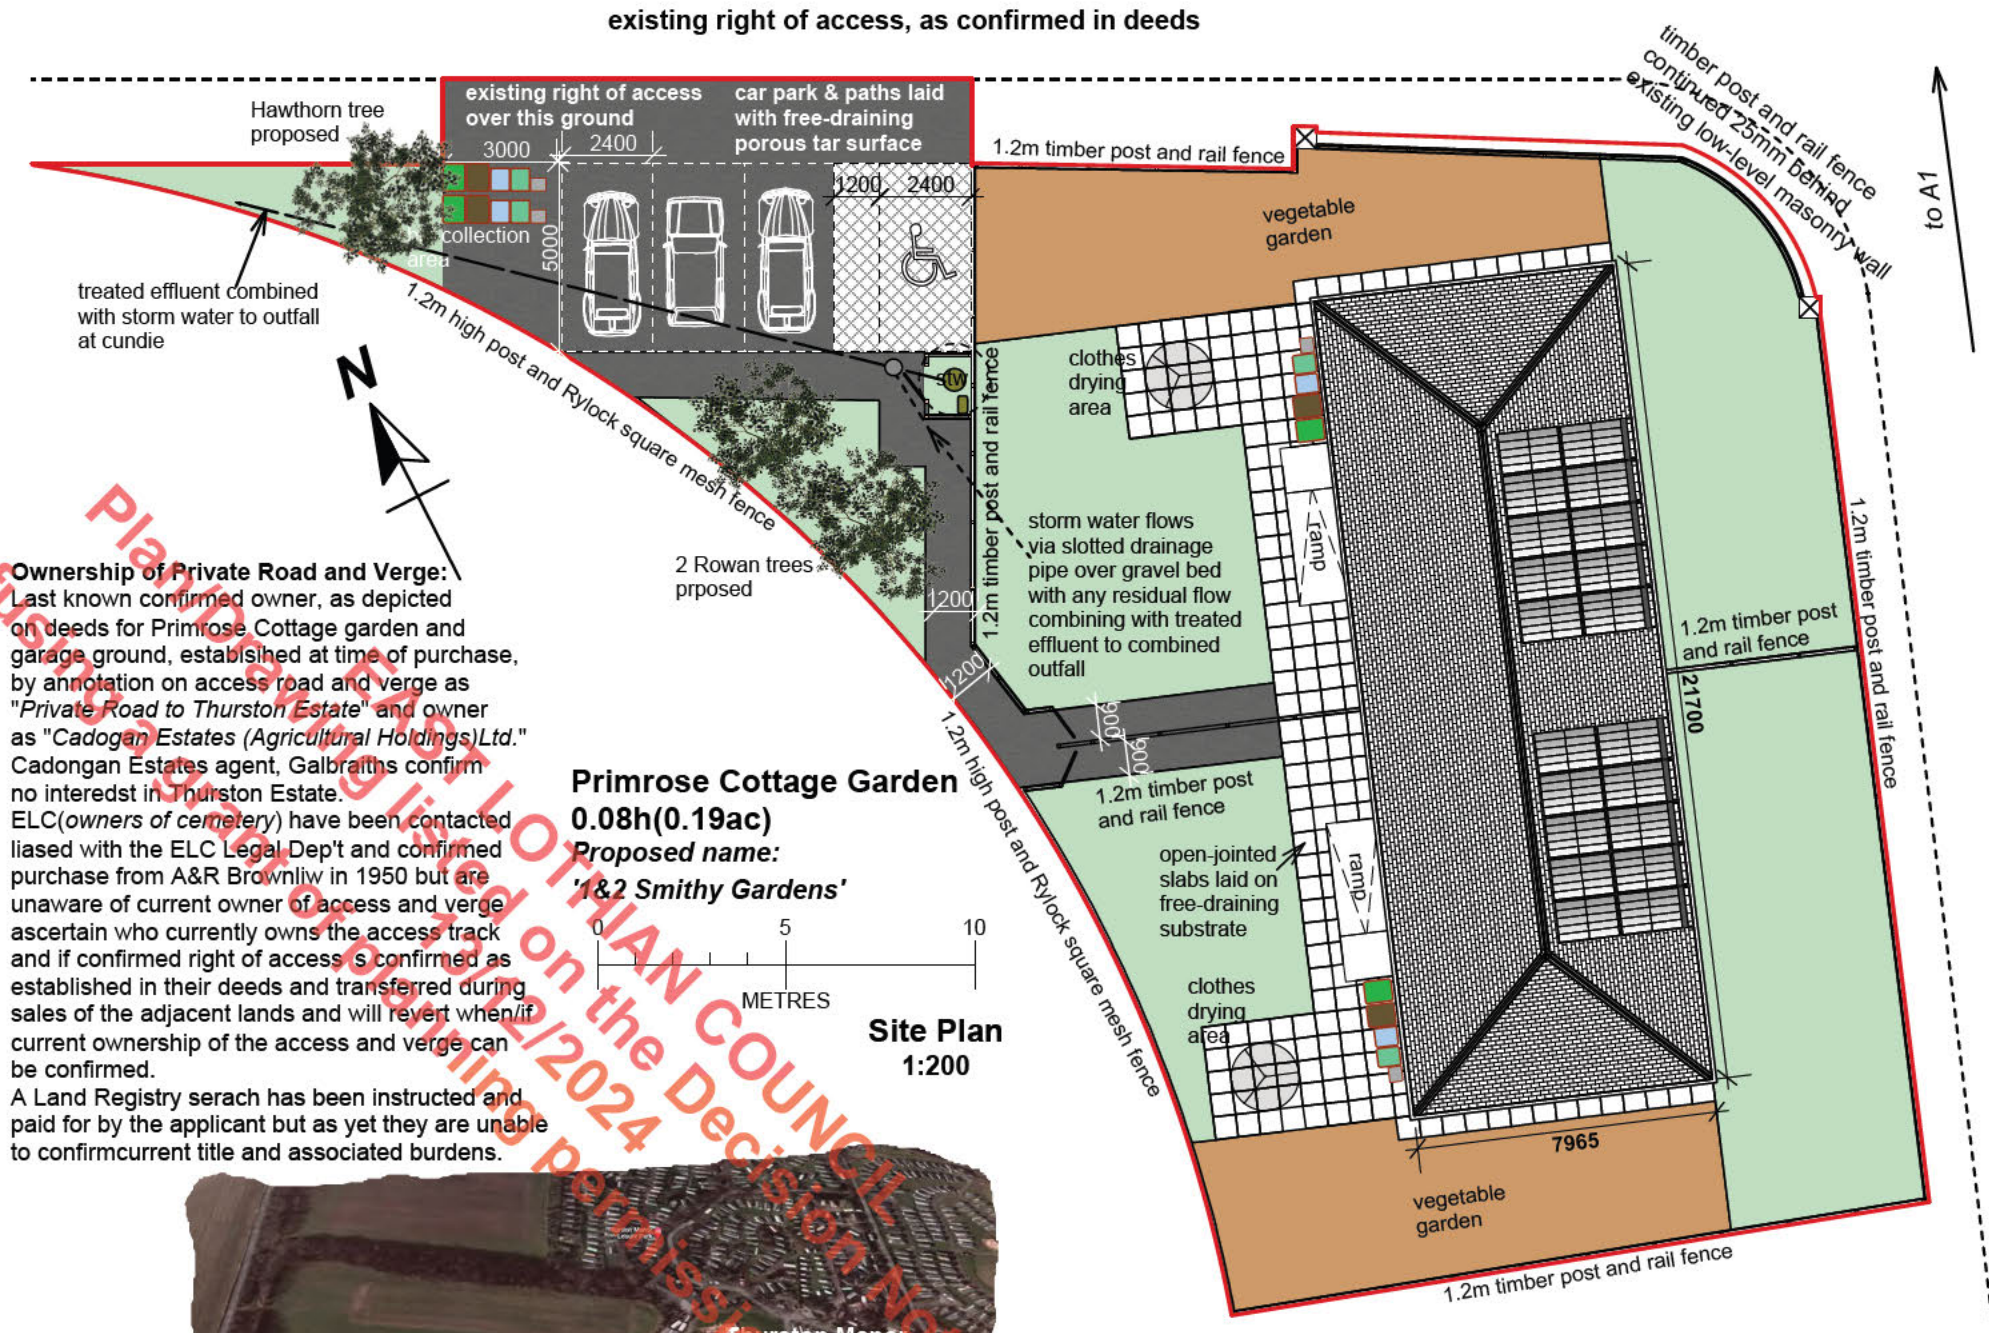 existing right of access, as confirmed in deeds
timber post and rail fence
continued 25mm behind
existing low-level masonry wall
to A1
Hawthorn tree
proposed
existing right of access
over this ground
car park & paths laid
with free-draining
porous tar surface
3000
2400
1200
2400
5000
collection
area
1.2m timber post and rail fence
vegetable
garden
treated effluent combined
with storm water to outfall
at cundie
1.2m high post and Rylock square mesh fence
N
stw
1.2m timber post and rail fence
clothes
drying
area
2 Rowan trees
prposed
1200
1200
storm water flows
via slotted drainage
pipe over gravel bed
with any residual flow
combining with treated
effluent to combined
outfall
ramp
1.2m timber post
and rail fence
1.2m timber post and rail fence
21700
900
900
1.2m timber post
and rail fence
1.2m high post and Rylock square mesh fence
open-jointed
slabs laid on
free-draining
substrate
ramp
clothes
drying
area
7965
vegetable
garden
1.2m timber post and rail fence
Ownership of Private Road and Verge:
Last known confirmed owner, as depicted
on deeds for Primrose Cottage garden and
garage ground, estabished at time of purchase,
by annotation on access road and verge as
"Private Road to Thurston Estate" and owner
as "Cadogan Estates (Agricultural Holdings)Ltd."
Cadongan Estates agent, Galbraiths confirm
no interedst in Thurston Estate.
ELC(owners of cemetery) have been contacted
liased with the ELC Legal Dep't and confirmed
purchase from A&R Brownliw in 1950 but are
unaware of current owner of access and verge
ascertain who currently owns the access track
and if confirmed right of access is confirmed as
established in their deeds and transferred during
sales of the adjacent lands and will revert when/if
current ownership of the access and verge can
be confirmed.
A Land Registry serach has been instructed and
paid for by the applicant but as yet they are unable
to confirmcurrent title and associated burdens.
Primrose Cottage Garden
0.08h(0.19ac)
Proposed name:
'1&2 Smithy Gardens'
0 5 10
METRES
Site Plan
1:200
EAST LOTHIAN COUNCIL
Plan/Drawing listed on the Decision
13/12/2024
a grant of planning
Thurston Manor